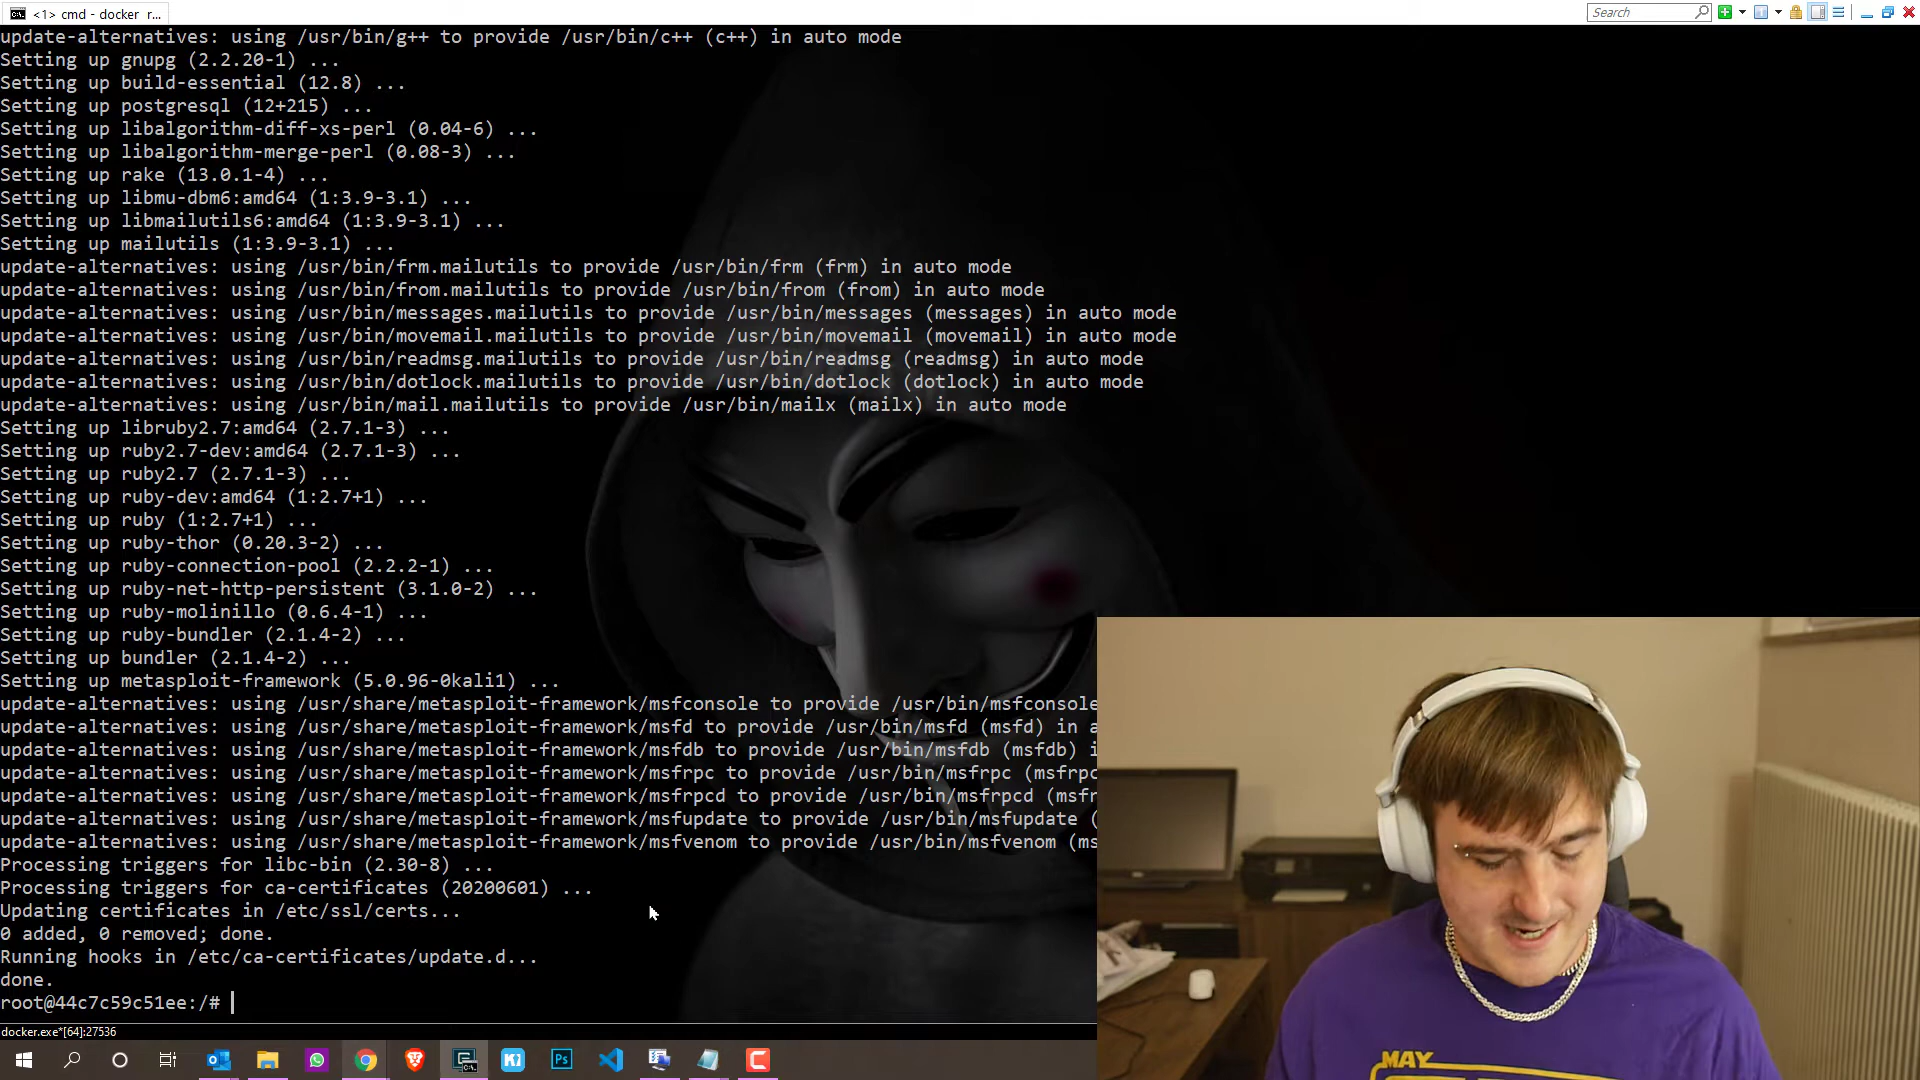 <1> cmd - docker r...
Search
update-alternatives: using /usr/bin/g++ to provide /usr/bin/c++ (c++) in auto mode
Setting up gnupg (2.2.20-1) ...
Setting up build-essential (12.8) ...
Setting up postgresql (12+215) ...
Setting up libalgorithm-diff-xs-perl (0.04-6) ...
Setting up libalgorithm-merge-perl (0.08-3) ...
Setting up rake (13.0.1-4) ...
Setting up libmu-dbm6:amd64 (1:3.9-3.1) ...
Setting up libmailutils6:amd64 (1:3.9-3.1) ...
Setting up mailutils (1:3.9-3.1) ...
update-alternatives: using /usr/bin/frm.mailutils to provide /usr/bin/frm (frm) in auto mode
update-alternatives: using /usr/bin/from.mailutils to provide /usr/bin/from (from) in auto mode
update-alternatives: using /usr/bin/messages.mailutils to provide /usr/bin/messages (messages) in auto mode
update-alternatives: using /usr/bin/movemail.mailutils to provide /usr/bin/movemail (movemail) in auto mode
update-alternatives: using /usr/bin/readmsg.mailutils to provide /usr/bin/readmsg (readmsg) in auto mode
update-alternatives: using /usr/bin/dotlock.mailutils to provide /usr/bin/dotlock (dotlock) in auto mode
update-alternatives: using /usr/bin/mail.mailutils to provide /usr/bin/mailx (mailx) in auto mode
Setting up libruby2.7:amd64 (2.7.1-3) ...
Setting up ruby2.7-dev:amd64 (2.7.1-3) ...
Setting up ruby2.7 (2.7.1-3) ...
Setting up ruby-dev:amd64 (1:2.7+1) ...
Setting up ruby (1:2.7+1) ...
Setting up ruby-thor (0.20.3-2) ...
Setting up ruby-connection-pool (2.2.2-1) ...
Setting up ruby-net-http-persistent (3.1.0-2) ...
Setting up ruby-molinillo (0.6.4-1) ...
Setting up ruby-bundler (2.1.4-2) ...
Setting up bundler (2.1.4-2) ...
Setting up metasploit-framework (5.0.96-0kali1) ...
update-alternatives: using /usr/share/metasploit-framework/msfconsole to provide /usr/bin/msfconsole
update-alternatives: using /usr/share/metasploit-framework/msfd to provide /usr/bin/msfd (msfd) in a
update-alternatives: using /usr/share/metasploit-framework/msfdb to provide /usr/bin/msfdb (msfdb) i
update-alternatives: using /usr/share/metasploit-framework/msfrpc to provide /usr/bin/msfrpc (msfrpc
update-alternatives: using /usr/share/metasploit-framework/msfrpcd to provide /usr/bin/msfrpcd (msfr
update-alternatives: using /usr/share/metasploit-framework/msfupdate to provide /usr/bin/msfupdate (
update-alternatives: using /usr/share/metasploit-framework/msfvenom to provide /usr/bin/msfvenom (ms
Processing triggers for libc-bin (2.30-8) ...
Processing triggers for ca-certificates (20200601) ...
Updating certificates in /etc/ssl/certs...
0 added, 0 removed; done.
Running hooks in /etc/ca-certificates/update.d...
done.
root@44c7c59c51ee:/#
docker.exe*[64]:27536
K!
Ps
MAY